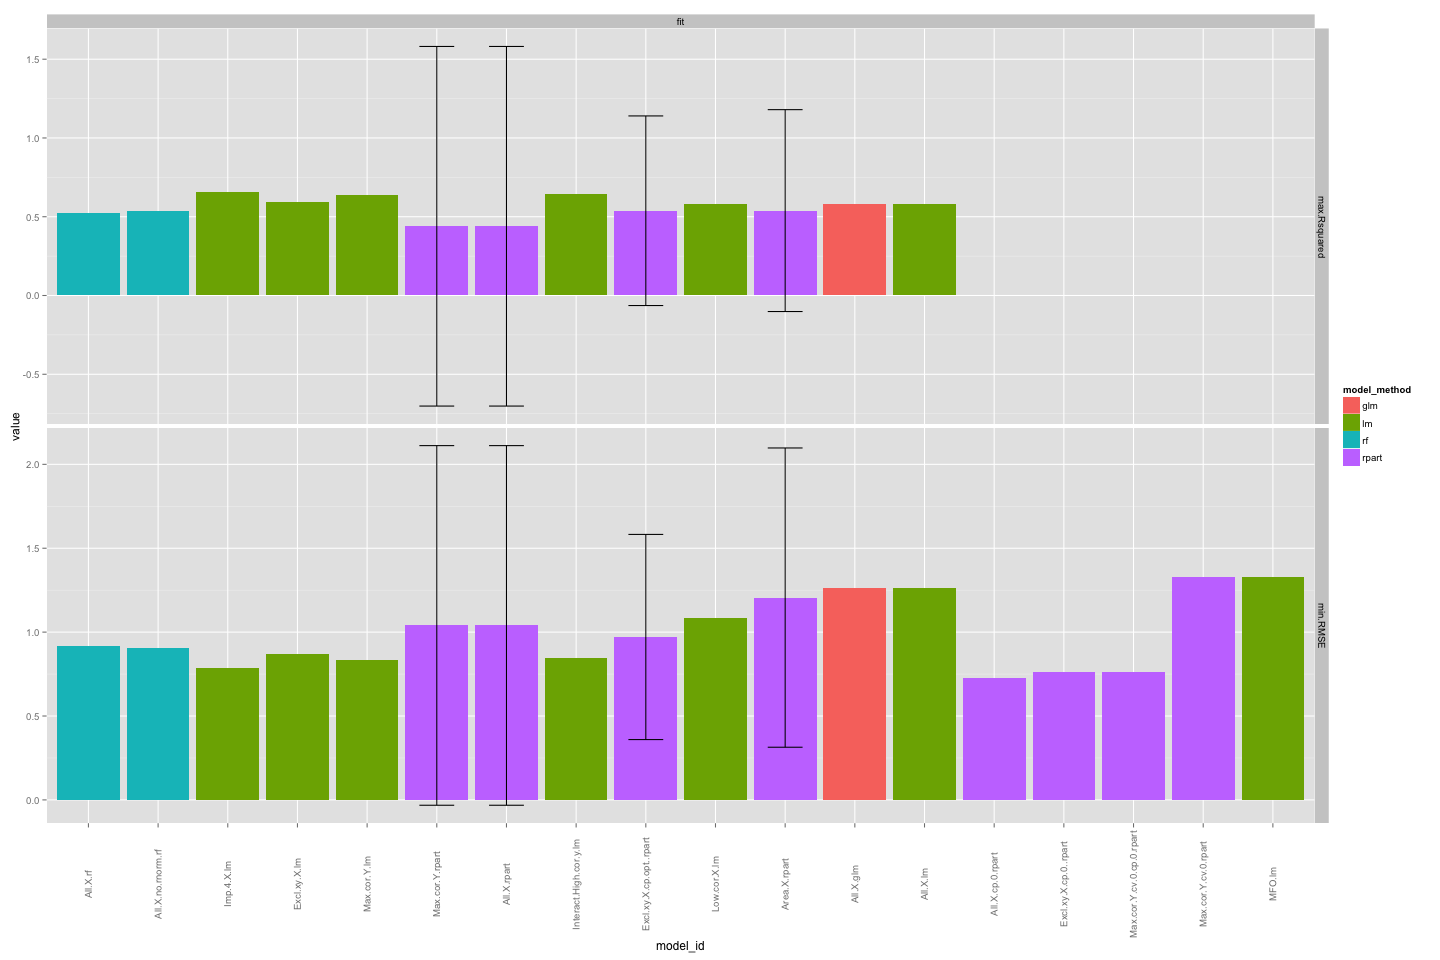 fit
1.5
1.0
0.5
0.0
-0.5
max.Rsquared
value
2.0
1.5
1.0
0.5
0.0
min.RMSE
All.X.rf
All.X.no.rnorm.rf
Imp.4.X.lm
Excl.xy.X.lm
Max.cor.Y.lm
Max.cor.Y.rpart
All.X.rpart
Interact.High.cor.y.lm
Excl.xy.X.cp.opt..rpart
Low.cor.X.lm
Area.X.rpart
All.X.glm
All.X.lm
All.X.cp.0.rpart
Excl.xy.X.cp.0..rpart
Max.cor.Y.cv.0.cp.0.rpart
Max.cor.Y.cv.0.rpart
MFO.lm
model_id
model_method
glm
lm
rf
rpart